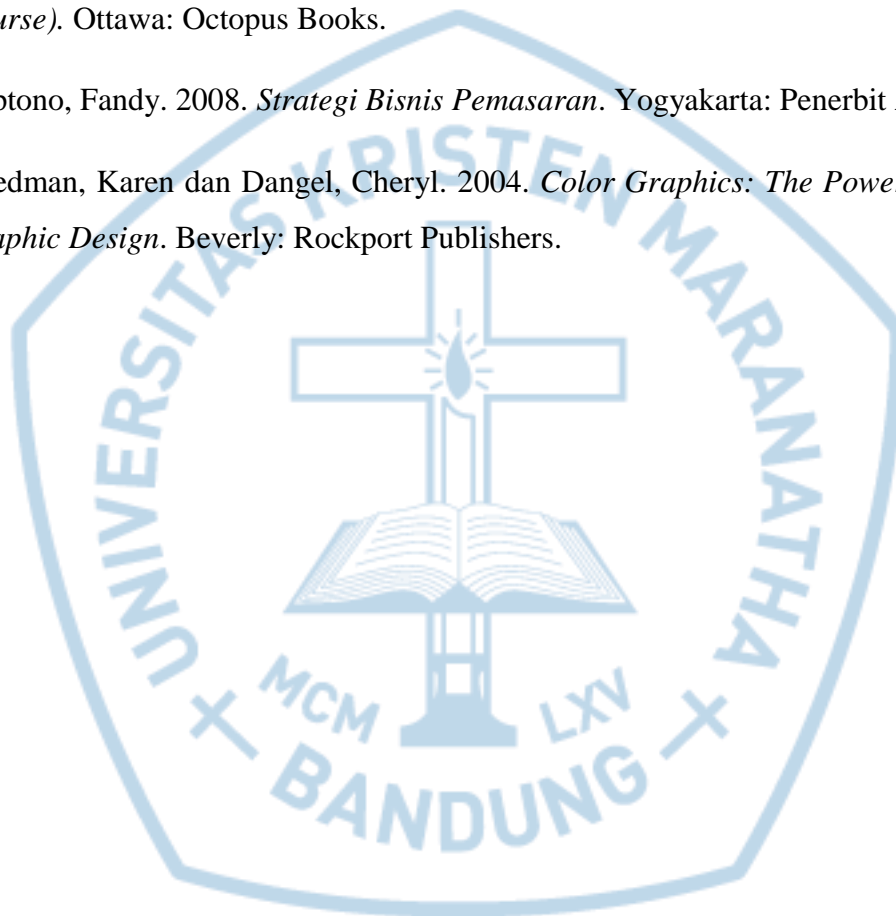 urse). Ottawa: Octopus Books.
ptono, Fandy. 2008. Strategi Bisnis Pemasaran. Yogyakarta: Penerbit
edman, Karen dan Dangel, Cheryl. 2004. Color Graphics: The Power
aphic Design. Beverly: Rockport Publishers.
UNIVERSITAS KRISTEN MARANATHA
MCM LXV
BANDUNG